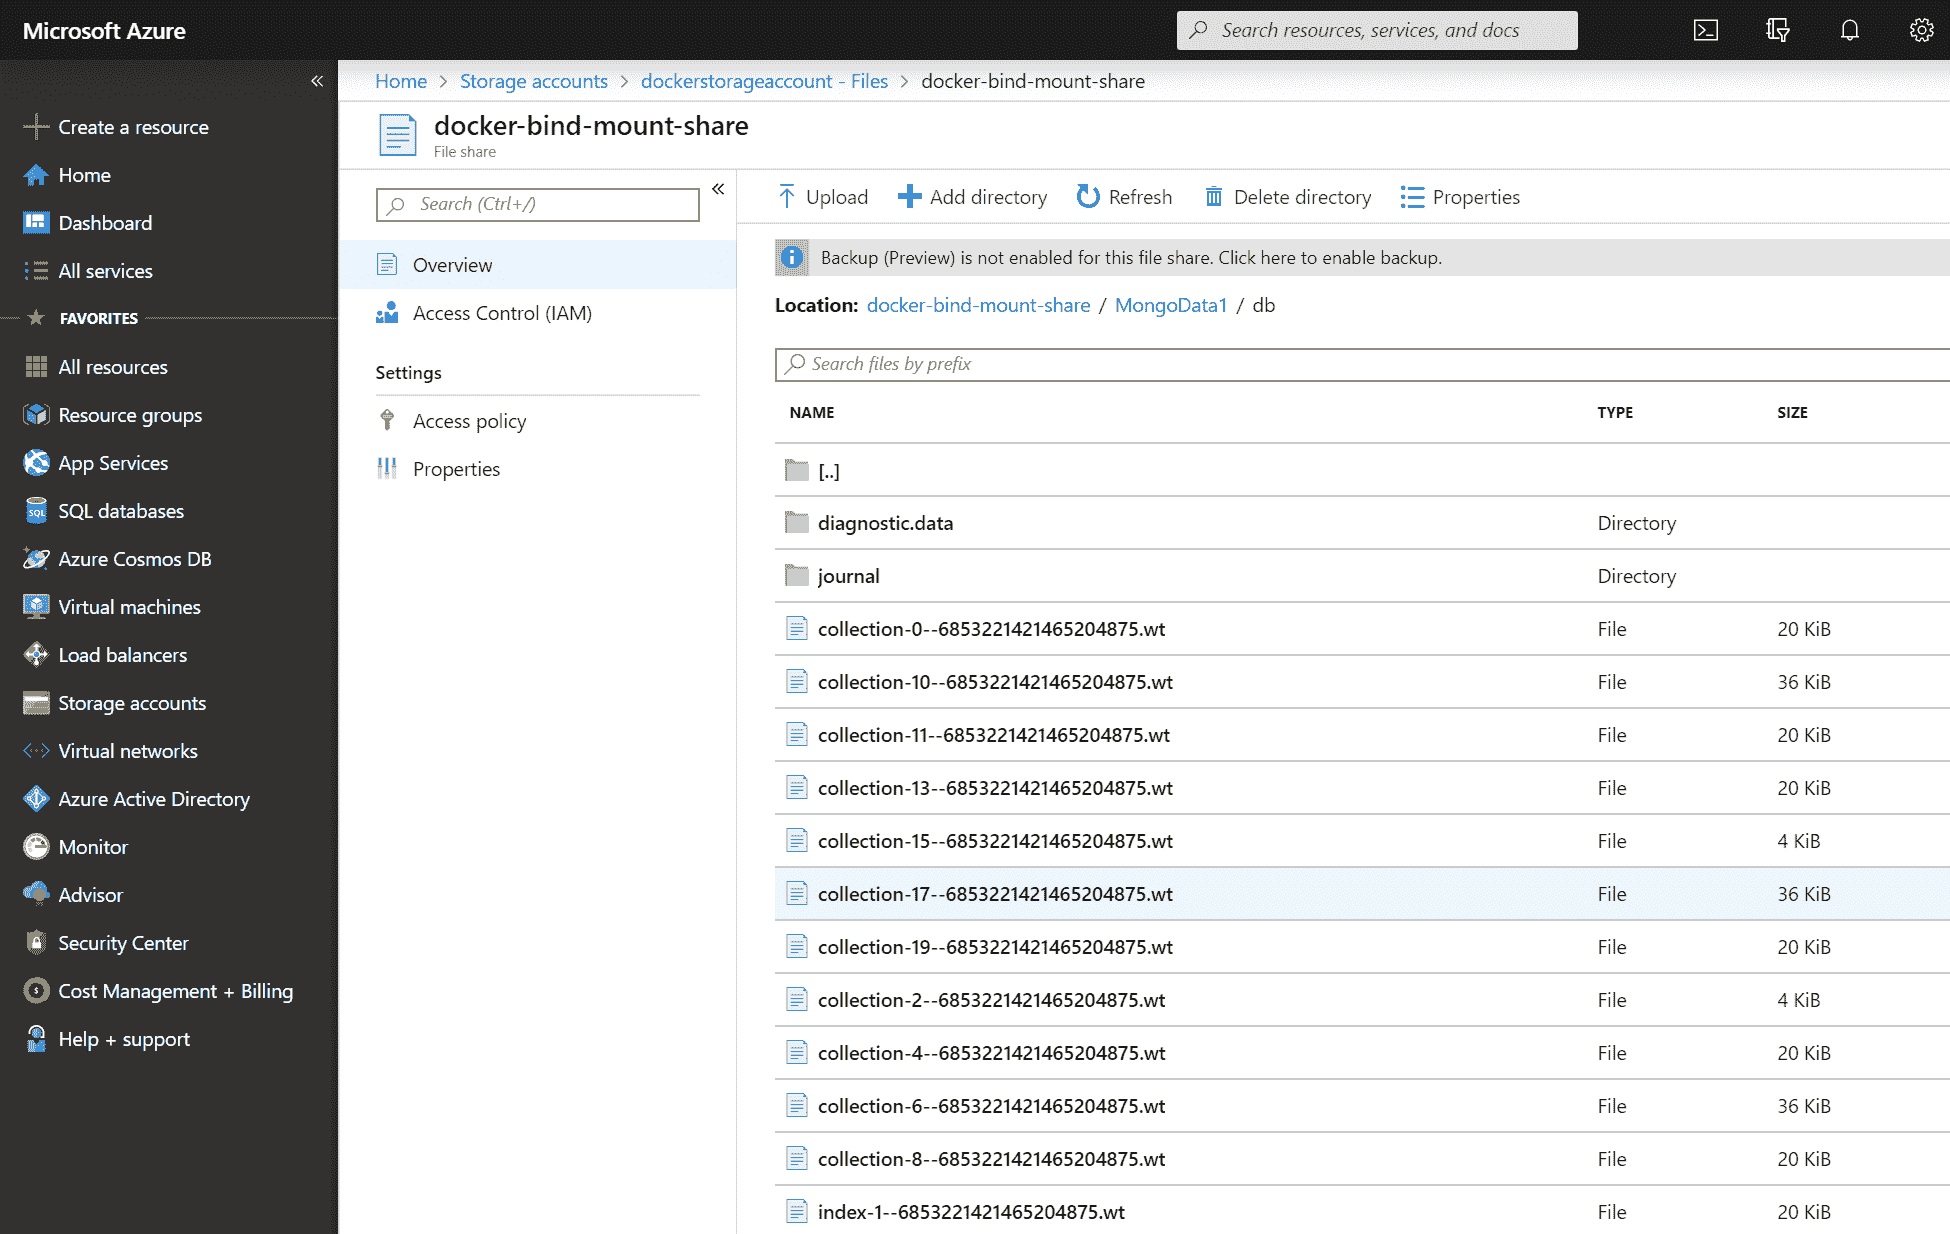 Microsoft Azure
Search resources, services, and docs
Home > Storage accounts > dockerstorageaccount - Files > docker-bind-mount-share
docker-bind-mount-share
File share
Create a resource
Home
Dashboard
All services
FAVORITES
All resources
Resource groups
App Services
SQL databases
Azure Cosmos DB
Virtual machines
Load balancers
Storage accounts
Virtual networks
Azure Active Directory
Monitor
Advisor
Security Center
Cost Management + Billing
Help + support
Search (Ctrl+/)
Overview
Access Control (IAM)
Settings
Access policy
Properties
Upload Add directory Refresh Delete directory Properties
Backup (Preview) is not enabled for this file share. Click here to enable backup.
Location: docker-bind-mount-share / MongoData1 / db
Search files by prefix
NAME TYPE SIZE
[..]
diagnostic.data Directory
journal Directory
collection-0--6853221421465204875.wt File 20 KiB
collection-10--6853221421465204875.wt File 36 KiB
collection-11--6853221421465204875.wt File 20 KiB
collection-13--6853221421465204875.wt File 20 KiB
collection-15--6853221421465204875.wt File 4 KiB
collection-17--6853221421465204875.wt File 36 KiB
collection-19--6853221421465204875.wt File 20 KiB
collection-2--6853221421465204875.wt File 4 KiB
collection-4--6853221421465204875.wt File 20 KiB
collection-6--6853221421465204875.wt File 36 KiB
collection-8--6853221421465204875.wt File 20 KiB
index-1--6853221421465204875.wt File 20 KiB